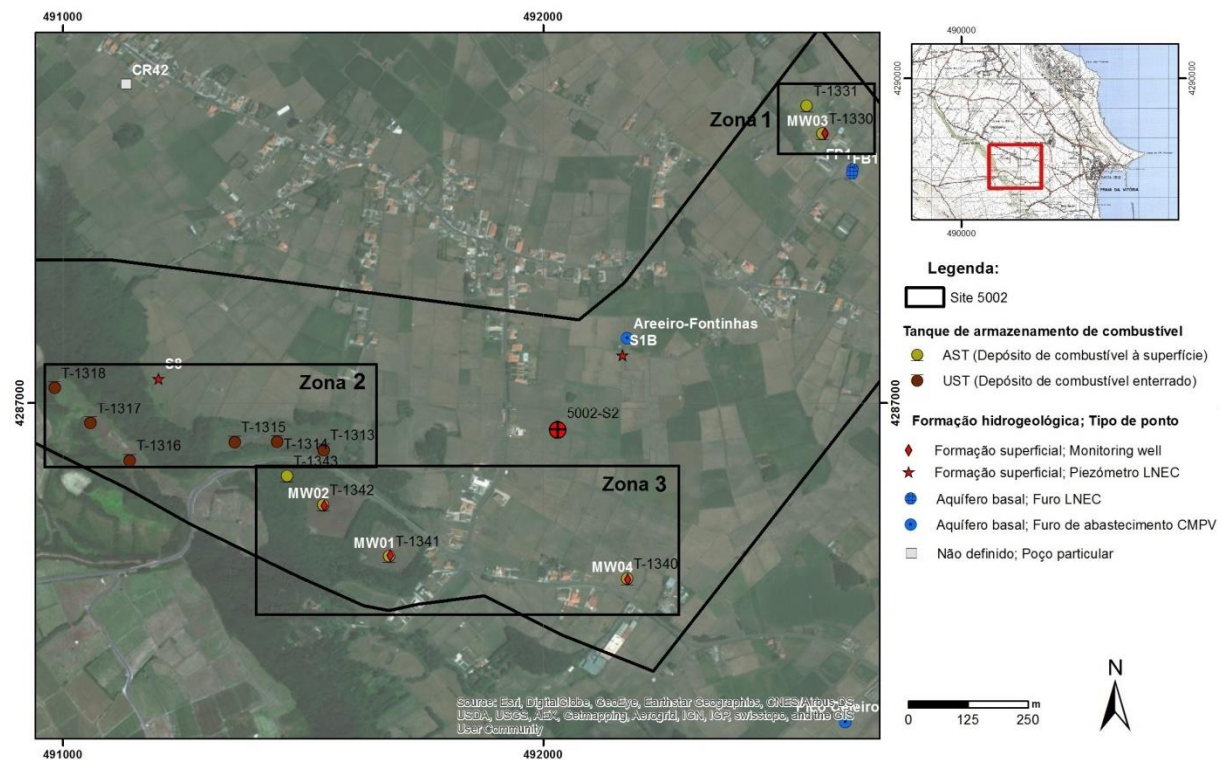 491000
492000
CR42
T-1331
Zona 1
MW03
T-1330
FB1
Areeiro-Fontinhas
S1B
S8
Zona 2
T-1318
T-1317
T-1316
T-1315
T-1314
T-1313
5002-S2
T-1343
MW02
T-1342
Zona 3
MW01
T-1341
MW04
T-1340
4287000
4287000
Source: Esri, DigitalGlobe, GeoEye, Earthstar Geographics, CNES/Airbus DS,
USDA, USGS, AEX, Getmapping, Aerogrid, IGN, IGP, swisstopo, and the GIS
User Community
491000
492000
490000
4290000
4290000
PRAIA DA VITÓRIA
490000
Legenda:
Site 5002
Tanque de armazenamento de combustível
AST (Depósito de combustível à superfície)
UST (Depósito de combustível enterrado)
Formação hidrogeológica; Tipo de ponto
Formação superficial; Monitoring well
Formação superficial; Piezómetro LNEC
Aquífero basal; Furo LNEC
Aquífero basal; Furo de abastecimento CMPV
Não definido; Poço particular
N
m
0 125 250